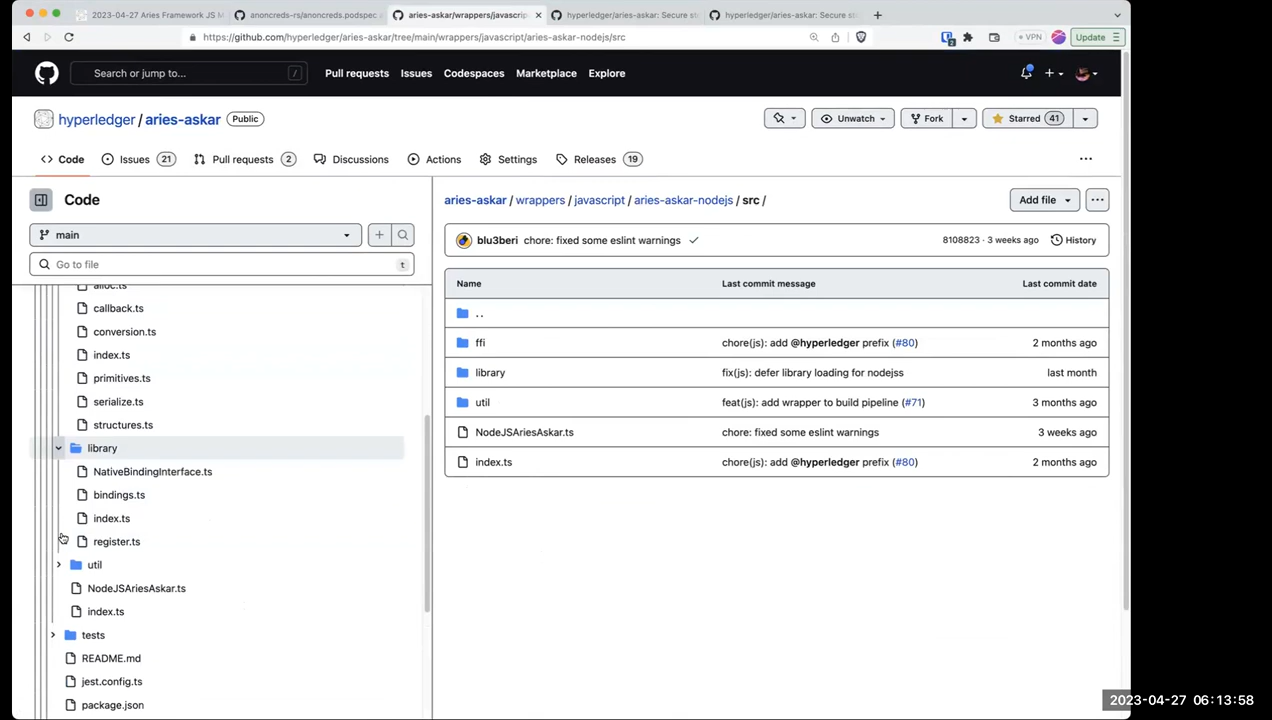 2023-04-27 Aries Framework JS M
anoncreds-rs/anoncreds.podspec a
aries-askar/wrappers/javascrip
hyperledger/aries-askar: Secure st
hyperledger/aries-askar: Secure st
https://github.com/hyperledger/aries-askar/tree/main/wrappers/javascript/aries-askar-nodejs/src
2
VPN
Update
Search or jump to...
/
Pull requests
Issues
Codespaces
Marketplace
Explore
hyperledger / aries-askar
Public
Unwatch
Fork
Starred 41
Code
Issues 21
Pull requests 2
Discussions
Actions
Settings
Releases 19
Code
aries-askar / wrappers / javascript / aries-askar-nodejs / src /
Add file
main
blu3beri chore: fixed some eslint warnings
8108823 · 3 weeks ago
History
Go to file
t
Name Last commit message Last commit date
. .
ffi chore(js): add @hyperledger prefix (#80) 2 months ago
library fix(js): defer library loading for nodejss last month
util feat(js): add wrapper to build pipeline (#71) 3 months ago
NodeJSAriesAskar.ts chore: fixed some eslint warnings 3 weeks ago
index.ts chore(js): add @hyperledger prefix (#80) 2 months ago
alloc.ts
callback.ts
conversion.ts
index.ts
primitives.ts
serialize.ts
structures.ts
library
NativeBindingInterface.ts
bindings.ts
index.ts
register.ts
util
NodeJSAriesAskar.ts
index.ts
tests
README.md
jest.config.ts
package.json
2023-04-27 06:13:58